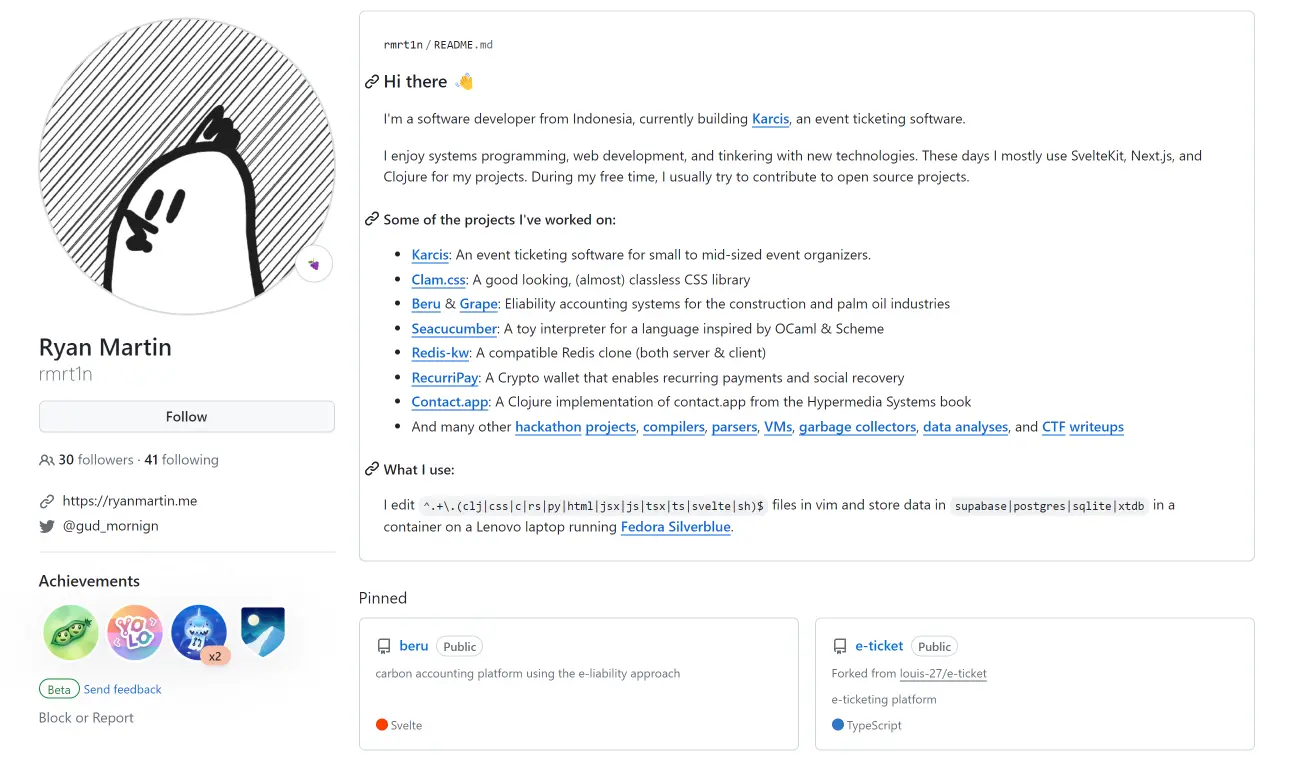 rmrt1n / README.md
Hi there 👋
I'm a software developer from Indonesia, currently building Karcis, an event ticketing software.
I enjoy systems programming, web development, and tinkering with new technologies. These days I mostly use SvelteKit, Next.js, and
Clojure for my projects. During my free time, I usually try to contribute to open source projects.
Some of the projects I've worked on:
• Karcis: An event ticketing software for small to mid-sized event organizers.
• Clam.css: A good looking, (almost) classless CSS library
• Beru & Grape: Eliability accounting systems for the construction and palm oil industries
• Seacucumber: A toy interpreter for a language inspired by OCaml & Scheme
• Redis-kw: A compatible Redis clone (both server & client)
• RecurriPay: A Crypto wallet that enables recurring payments and social recovery
• Contact.app: A Clojure implementation of contact.app from the Hypermedia Systems book
• And many other hackathon projects, compilers, parsers, VMs, garbage collectors, data analyses, and CTF writeups
What I use:
I edit ^.+\.(clj|css|c|rs|py|html|jsx|js|tsx|ts|svelte|sh)$ files in vim and store data in supabase|postgres|sqlite|xtdb in a
container on a Lenovo laptop running Fedora Silverblue.
Ryan Martin
rmrt1n
Follow
30 followers · 41 following
https://ryanmartin.me
@gud_mornign
Achievements
YOLO
x2
Beta Send feedback
Block or Report
Pinned
beru Public
carbon accounting platform using the e-liability approach
Svelte
e-ticket Public
Forked from louis-27/e-ticket
e-ticketing platform
TypeScript